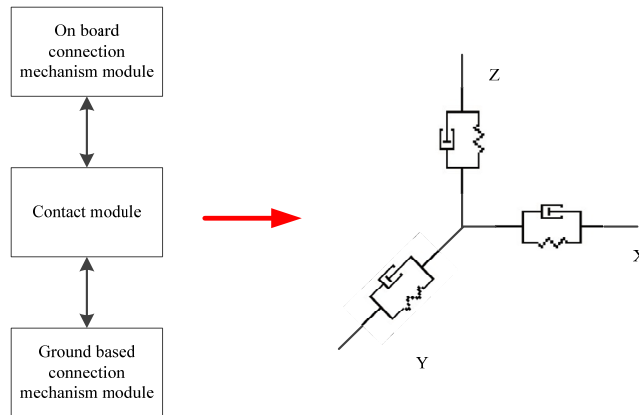 On board
connection
mechanism module
Contact module
Ground based
connection
mechanism module
Z
X
Y